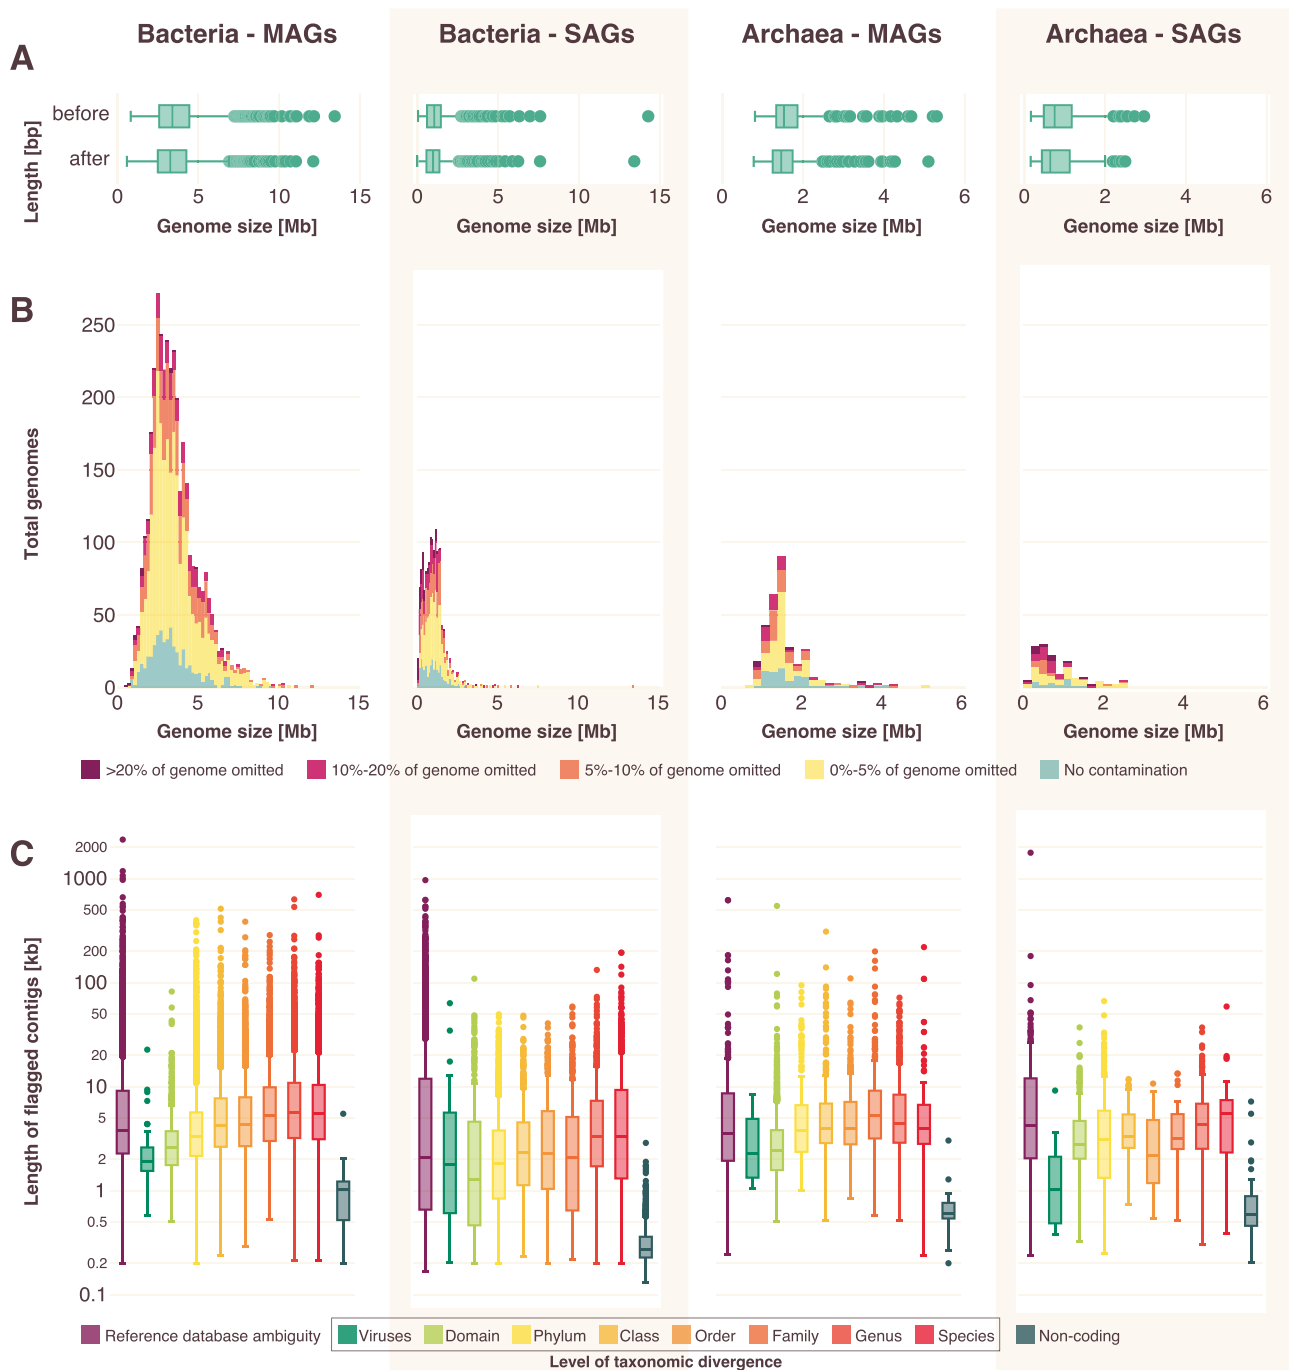 Bacteria - MAGs Bacteria - SAGs Archaea - MAGs Archaea - SAGs
A
Length [bp]
before
after
0 5 10 15 0 5 10 15 0 2 4 6 0 2 4 6
Genome size [Mb] Genome size [Mb] Genome size [Mb] Genome size [Mb]
B
Total genomes
250
200
150
100
50
0
0 5 10 15 0 5 10 15 0 2 4 6 0 2 4 6
Genome size [Mb] Genome size [Mb] Genome size [Mb] Genome size [Mb]
>20% of genome omitted 10%-20% of genome omitted 5%-10% of genome omitted 0%-5% of genome omitted No contamination
C
Length of flagged contigs [kb]
2000
1000
500
200
100
50
20
10
5
2
1
0.5
0.2
0.1
Reference database ambiguity Viruses Domain Phylum Class Order Family Genus Species Non-coding
Level of taxonomic divergence